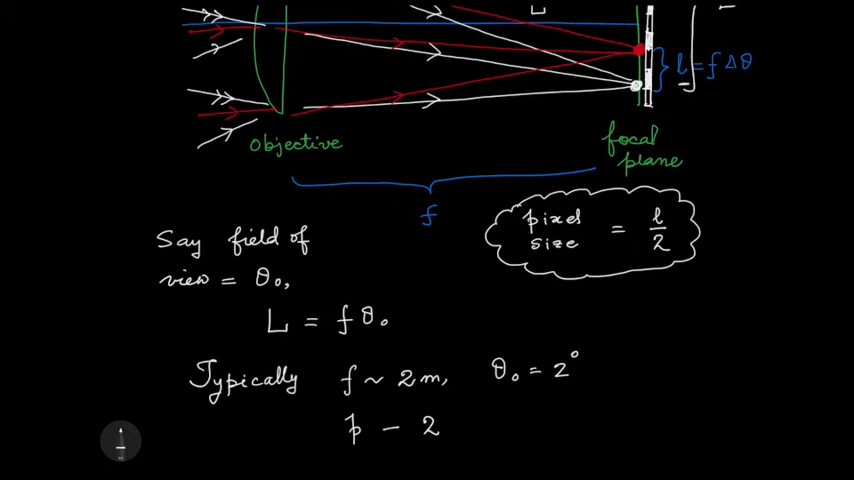 l = f Δθ
objective
focal
plane
f
pixel
size = l/2
Say field of
view = θ₀,
L = f θ₀
Typically f ~ 2m, θ₀ = 2°
p - 2